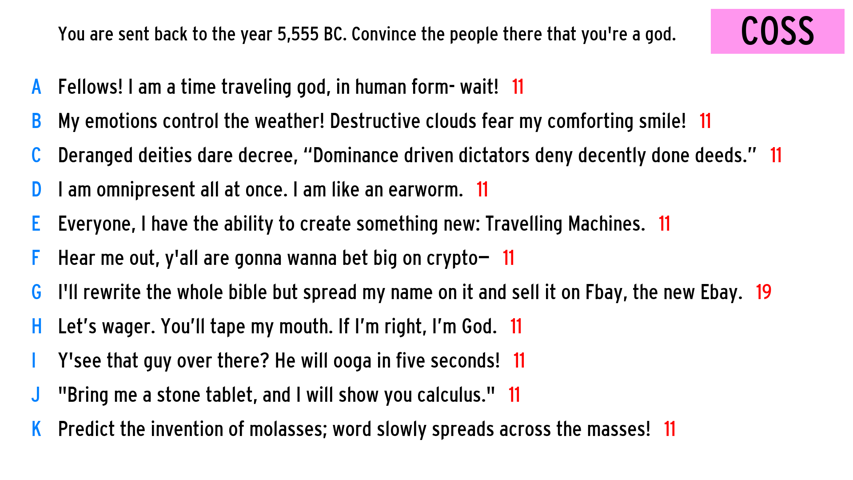 You are sent back to the year 5,555 BC. Convince the people there that you're a god.
COSS
A Fellows! I am a time traveling god, in human form- wait! 11
B My emotions control the weather! Destructive clouds fear my comforting smile! 11
C Deranged deities dare decree, “Dominance driven dictators deny decently done deeds.” 11
D I am omnipresent all at once. I am like an earworm. 11
E Everyone, I have the ability to create something new: Travelling Machines. 11
F Hear me out, y'all are gonna wanna bet big on crypto— 11
G I'll rewrite the whole bible but spread my name on it and sell it on Fbay, the new Ebay. 19
H Let’s wager. You’ll tape my mouth. If I’m right, I’m God. 11
I Y'see that guy over there? He will ooga in five seconds! 11
J "Bring me a stone tablet, and I will show you calculus." 11
K Predict the invention of molasses; word slowly spreads across the masses! 11